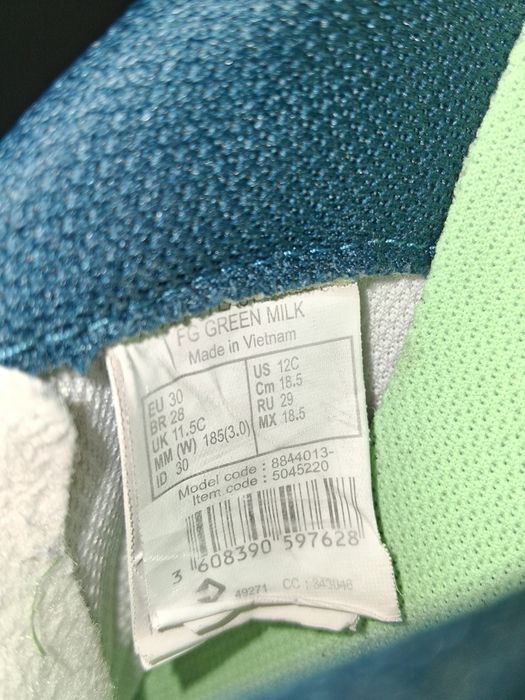 FG GREEN MILK
Made in Vietnam
EU 30
BR 28
UK 11.5C
MM (W) 185(3.0)
ID 30
US 12C
Cm 18.5
RU 29
MX 18.5
Model code : 8844013-
Item code : 5045220
3 608390 597628
49271 CC : 343048